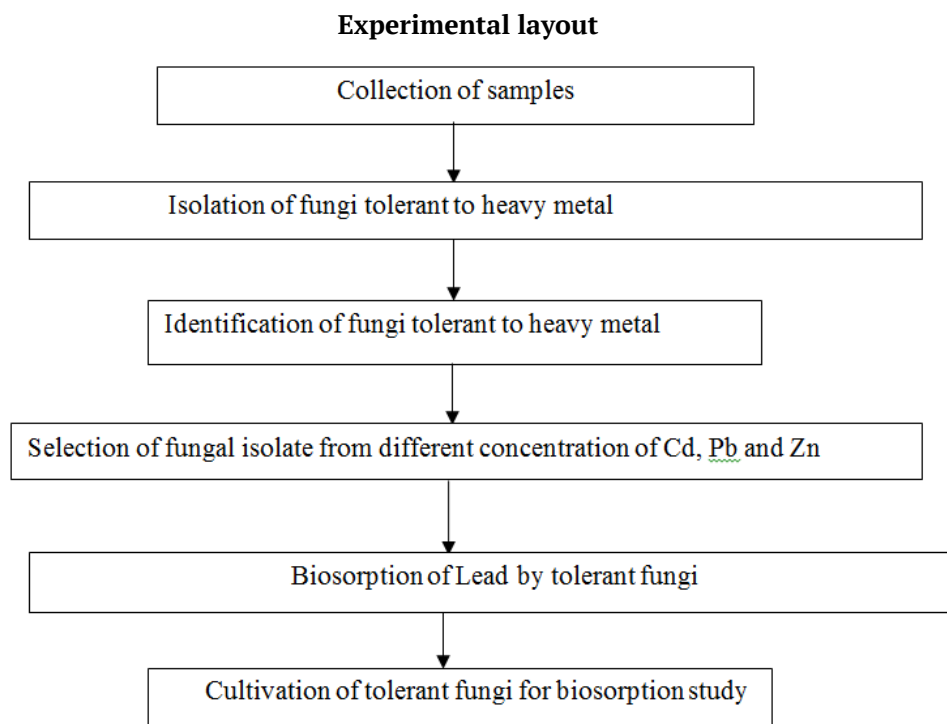 Experimental layout
Collection of samples
Isolation of fungi tolerant to heavy metal
Identification of fungi tolerant to heavy metal
Selection of fungal isolate from different concentration of Cd, Pb and Zn
Biosorption of Lead by tolerant fungi
Cultivation of tolerant fungi for biosorption study